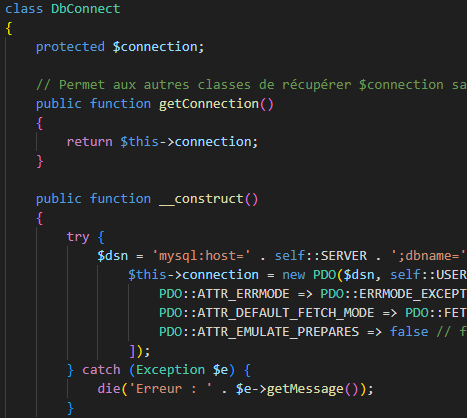 class DbConnect
{
protected $connection;
// Permet aux autres classes de récupérer $connection sa
public function getConnection()
{
return $this->connection;
}
public function __construct()
{
try {
$dsn = 'mysql:host=' . self::SERVER . ';dbname='
$this->connection = new PDO($dsn, self::USER
PDO::ATTR_ERRMODE => PDO::ERRMODE_EXCEPT
PDO::ATTR_DEFAULT_FETCH_MODE => PDO::FET
PDO::ATTR_EMULATE_PREPARES => false // f
]);
} catch (Exception $e) {
die('Erreur : ' . $e->getMessage());
}